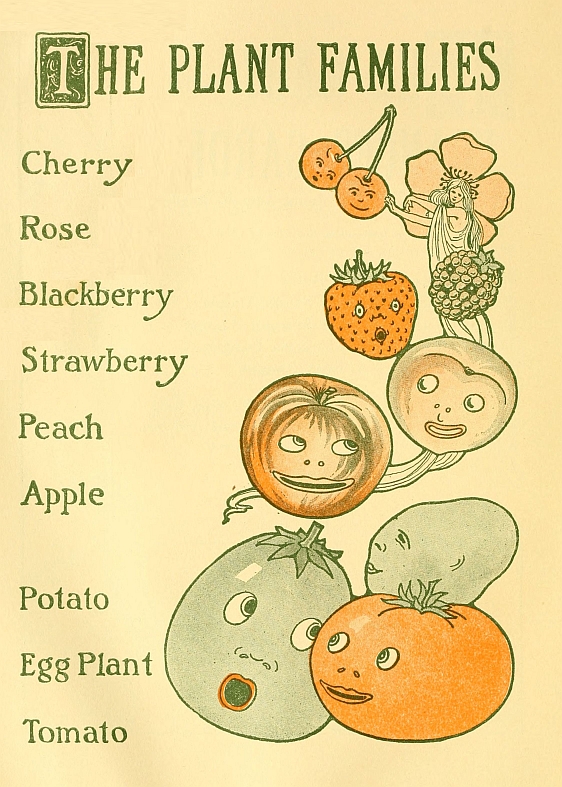 THE PLANT FAMILIES
Cherry
Rose
Blackberry
Strawberry
Peach
Apple
Potato
Egg Plant
Tomato